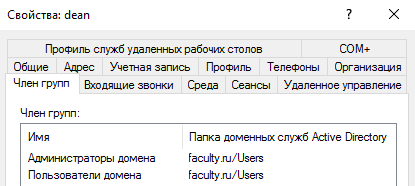 Свойства: dean ? ×
Профиль служб удаленных рабочих столов COM+
Общие Адрес Учетная запись Профиль Телефоны Организация
Член групп Входящие звонки Среда Сеансы Удаленное управление
Член групп:
Имя Папка доменных служб Active Directory
Администраторы домена faculty.ru/Users
Пользователи домена faculty.ru/Users